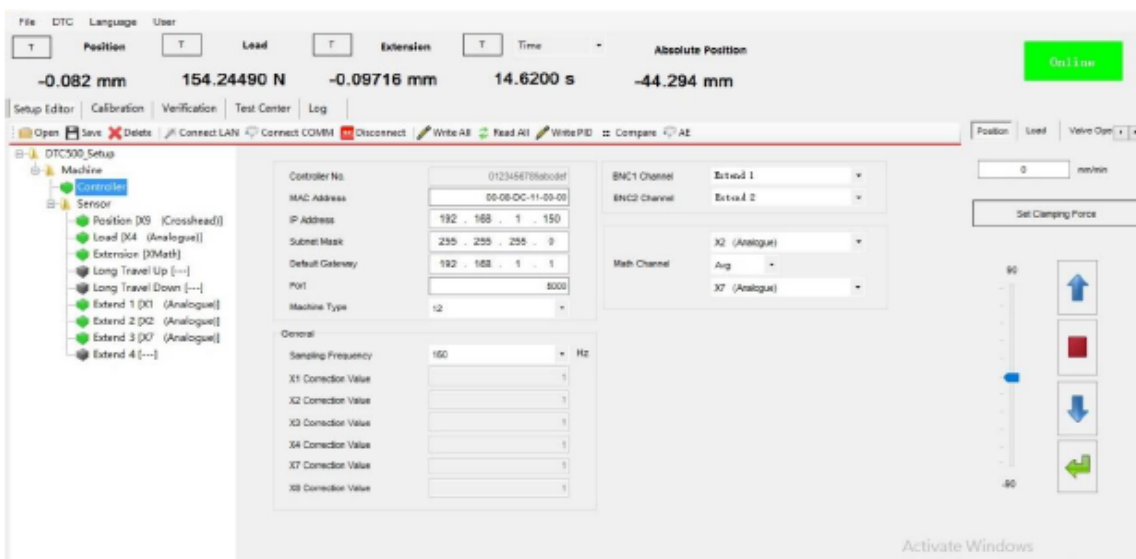 File DTC Language User
T Position T Load T Extension T Time Absolute Position
-0.082 mm 154.24490 N -0.09716 mm 14.6200 s -44.294 mm
Online
Setup Editor Calibration Verification Test Center Log
Open Save Delete Connect LAN Connect COMM Disconnect Write All Read All Write PID Compare AE
Position Load Valve Ope
DTC500_Setup
Machine
Controller
Sensor
Position [X9 (Crosshead)]
Load [X4 (Analogue)]
Extension [XMath]
Long Travel Up [---]
Long Travel Down [---]
Extend 1 [X1 (Analogue)]
Extend 2 [X2 (Analogue)]
Extend 3 [X7 (Analogue)]
Extend 4 [---]
Controller No. 0123456789abcdef
MAC Address 00-08-DC-11-00-00
IP Address 192 . 168 . 1 . 150
Subnet Mask 255 . 255 . 255 . 0
Default Gateway 192 . 168 . 1 . 1
Port 5000
Machine Type 12
General
Sampling Frequency 150 Hz
X1 Correction Value 1
X2 Correction Value 1
X3 Correction Value 1
X4 Correction Value 1
X7 Correction Value 1
X8 Correction Value 1
BNC1 Channel Extend 1
BNC2 Channel Extend 2
X2 (Analogue)
Math Channel Avg
X7 (Analogue)
0 mm/min
Set Clamping Force
90
-90
Activate Windows